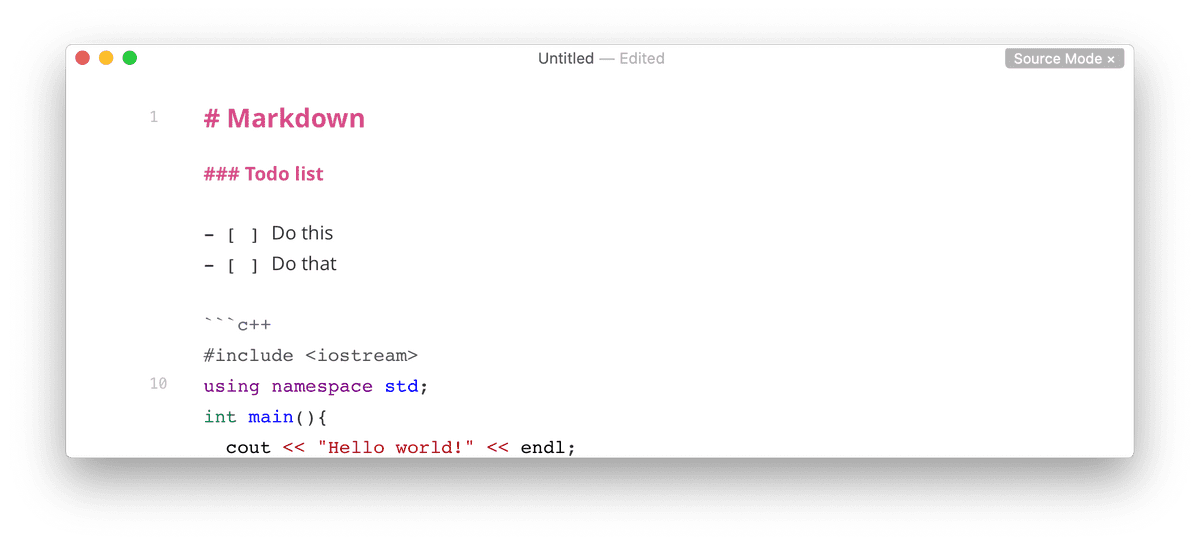 Untitled — Edited
Source Mode ×
1 # Markdown
### Todo list
- [ ] Do this
- [ ] Do that
```c++
#include <iostream>
10 using namespace std;
int main(){
  cout << "Hello world!" << endl;